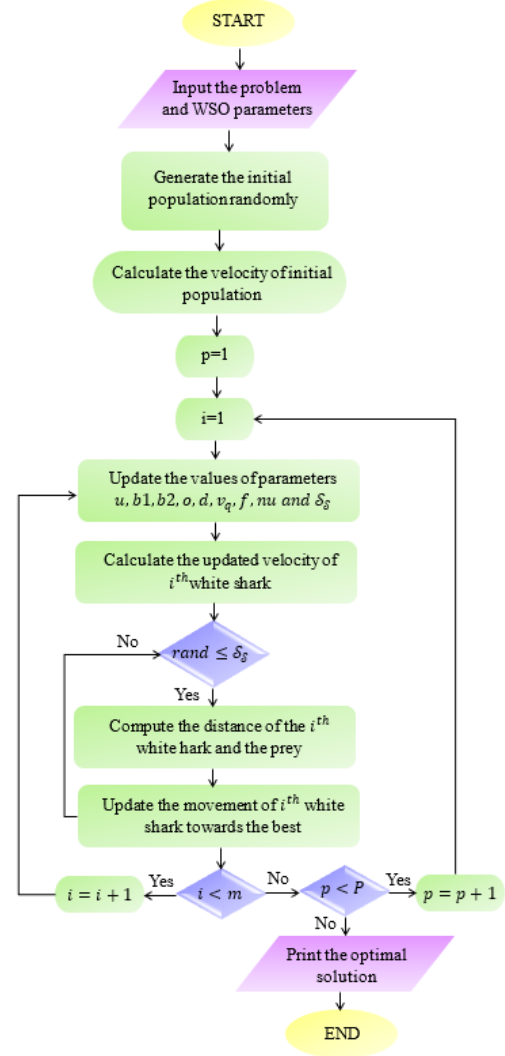 START
Input the problem
and WSO parameters
Generate the initial
population randomly
Calculate the velocity of initial
population
p=1
i=1
Update the values of parameters
u, b1, b2, o, d, v_q, f, nu and S_S
Calculate the updated velocity of
i^th white shark
No
rand ≤ S_S
Yes
Compute the distance of the i^th
white hark and the prey
Update the movement of i^th white
shark towards the best
i = i + 1
Yes
i < m
No
p < P
Yes
p = p + 1
No
Print the optimal
solution
END